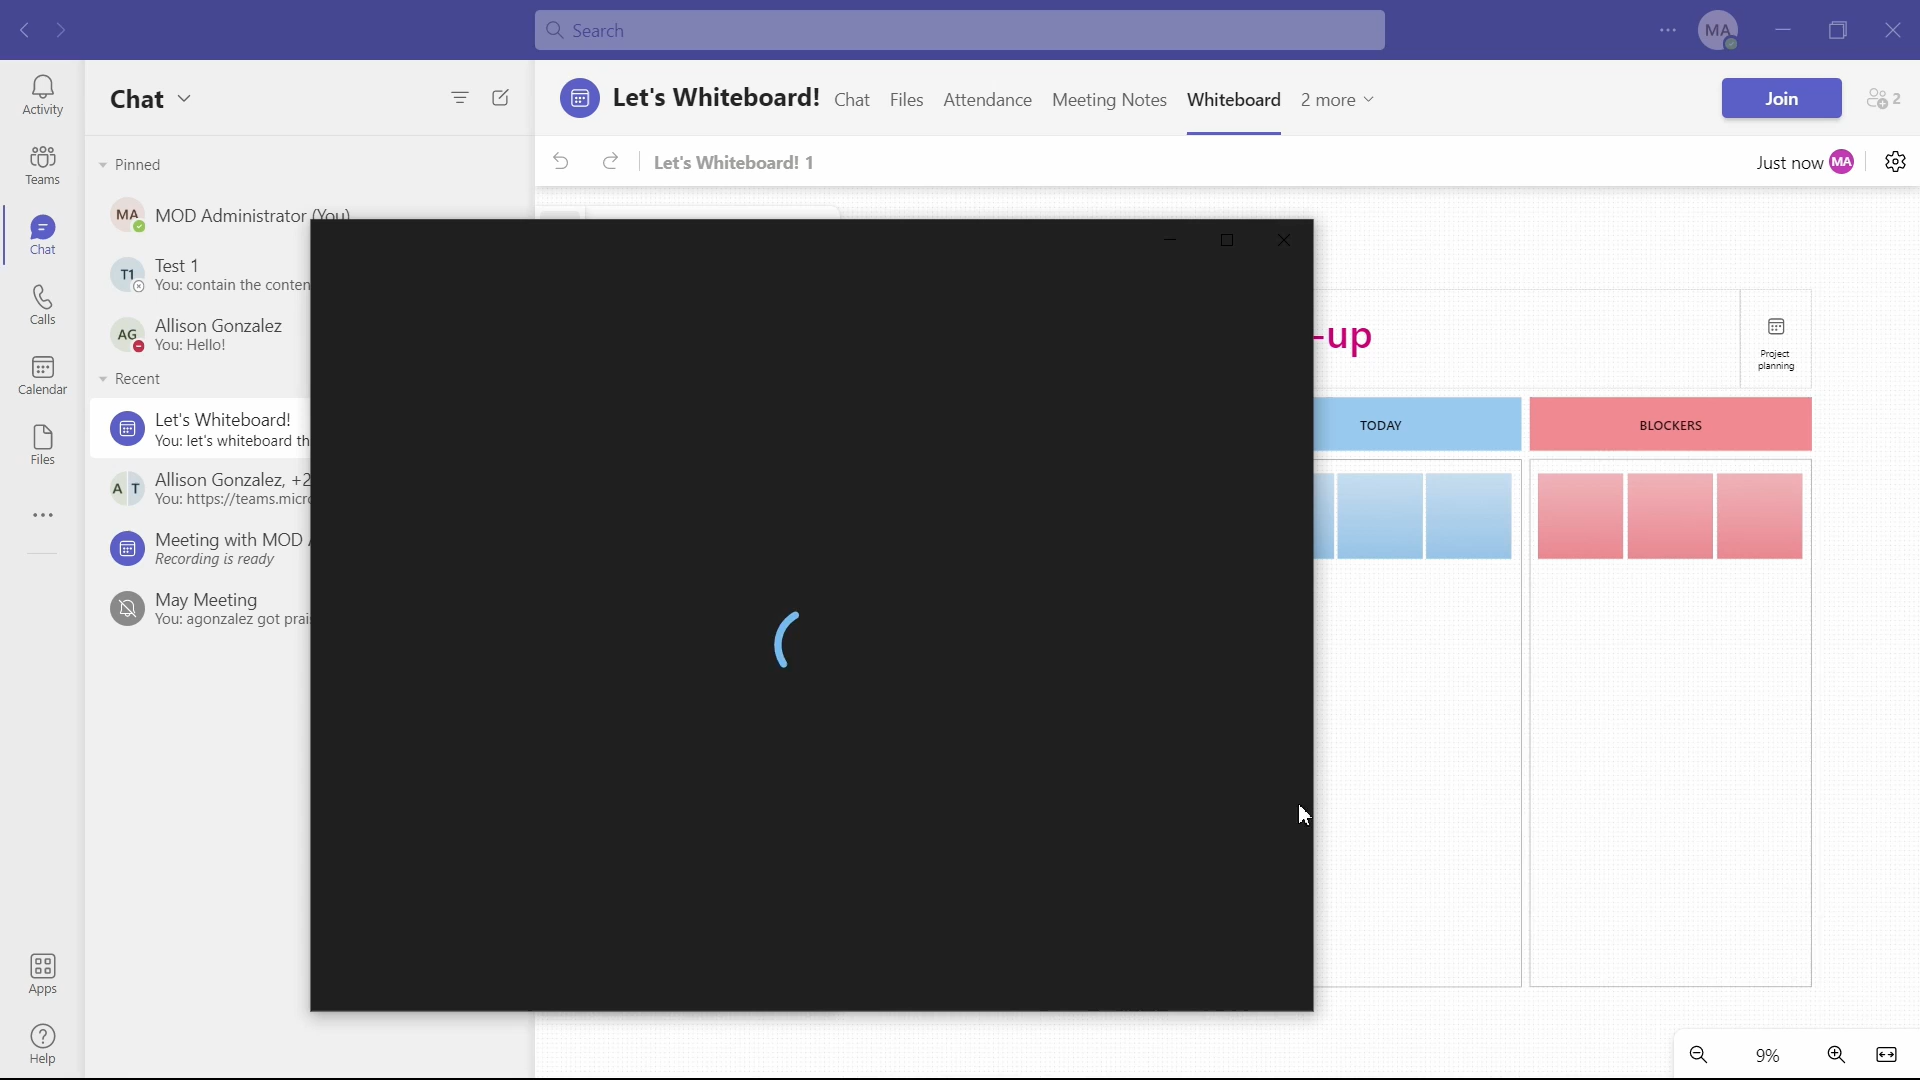 Search
MA
Activity
Teams
Chat
Calls
Calendar
Files
Apps
Help
Chat
Pinned
MA
MOD Administrator (You)
T1
Test 1
You: contain the conten
AG
Allison Gonzalez
You: Hello!
Recent
Let's Whiteboard!
You: let's whiteboard th
A T
Allison Gonzalez, +2
You: https://teams.micro
Meeting with MOD
Recording is ready
May Meeting
You: agonzalez got prai
Let's Whiteboard! Chat Files Attendance Meeting Notes Whiteboard 2 more
Join
2
Let's Whiteboard! 1
Just now MA
-up
Project
planning
TODAY
BLOCKERS
9%